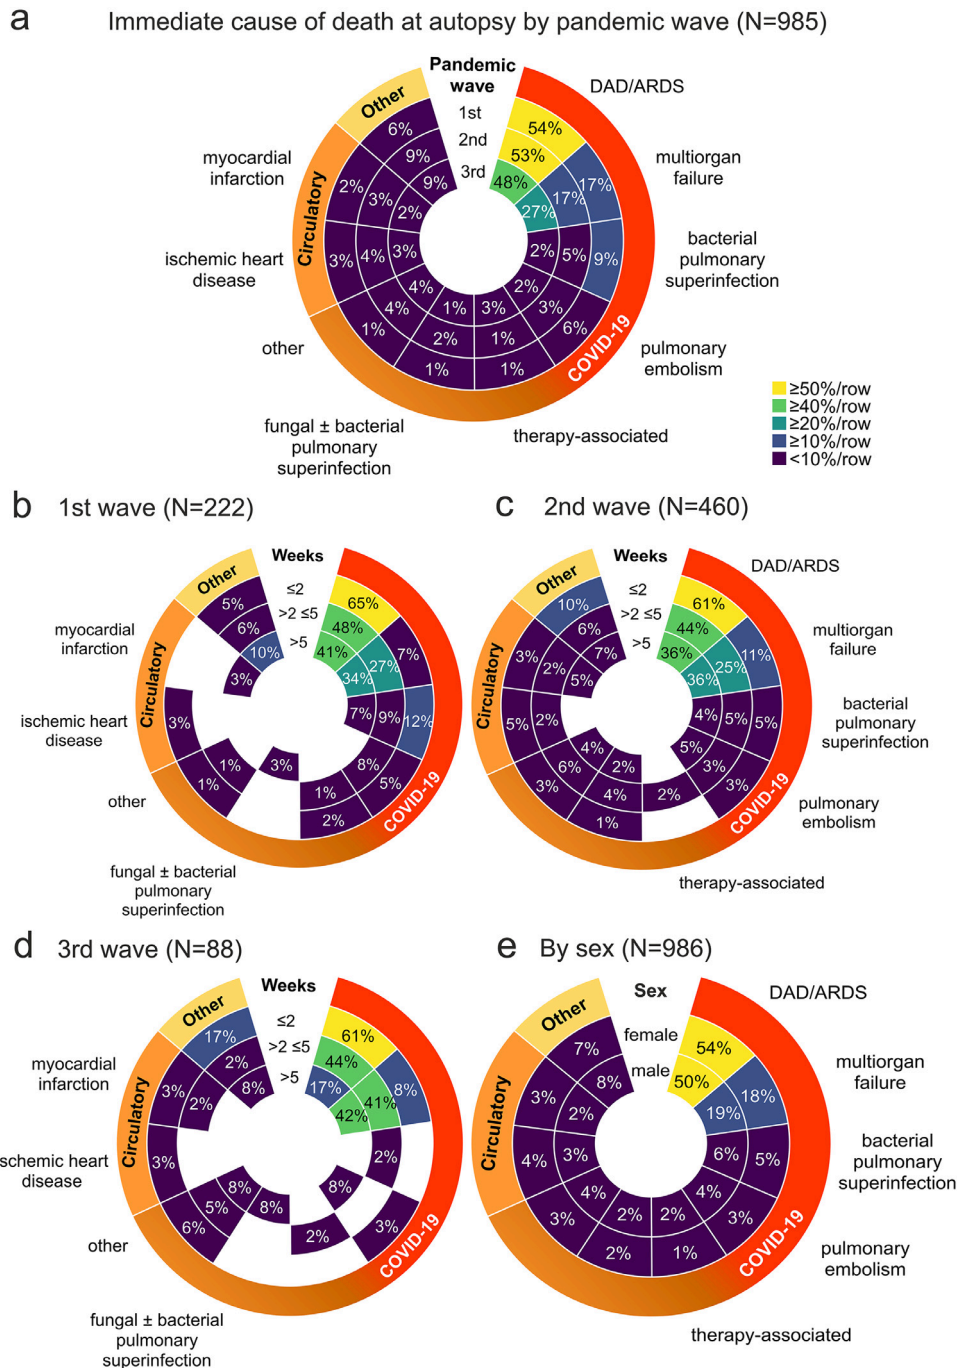 a Immediate cause of death at autopsy by pandemic wave (N=985)
Pandemic
wave
1st
2nd
3rd
Other
Circulatory
COVID-19
DAD/ARDS
multiorgan
failure
bacterial
pulmonary
superinfection
pulmonary
embolism
therapy-associated
fungal ± bacterial
pulmonary
superinfection
other
ischemic heart
disease
myocardial
infarction
54% 17% 9% 6% 1% 1% 1% 3% 2% 6%
53% 17% 5% 3% 1% 2% 4% 4% 3% 9%
48% 27% 2% 2% 3% 1% 4% 3% 2% 9%
≥50%/row
≥40%/row
≥20%/row
≥10%/row
<10%/row
b 1st wave (N=222)
Weeks
≤2
>2 ≤5
>5
Other
Circulatory
COVID-19
myocardial
infarction
ischemic heart
disease
other
fungal ± bacterial
pulmonary
superinfection
65% 7% 12% 5% 2% 1% 3% 5%
48% 27% 9% 8% 1% 1% 6%
41% 34% 7% 3% 3% 10%
c 2nd wave (N=460)
Weeks
≤2
>2 ≤5
>5
Other
Circulatory
COVID-19
DAD/ARDS
multiorgan
failure
bacterial
pulmonary
superinfection
pulmonary
embolism
therapy-associated
61% 11% 5% 3% 1% 3% 5% 3% 10%
44% 25% 5% 3% 2% 4% 6% 2% 2% 6%
36% 36% 4% 5% 2% 4% 5% 7%
d 3rd wave (N=88)
Weeks
≤2
>2 ≤5
>5
Other
Circulatory
COVID-19
myocardial
infarction
schemic heart
disease
other
fungal ± bacterial
pulmonary
superinfection
61% 8% 3% 6% 3% 3% 17%
44% 41% 2% 2% 5% 2% 2%
17% 42% 8% 8% 8% 8%
e By sex (N=986)
Sex
female
male
Other
Circulatory
COVID-19
DAD/ARDS
multiorgan
failure
bacterial
pulmonary
superinfection
pulmonary
embolism
therapy-associated
54% 18% 5% 3% 1% 2% 3% 4% 3% 7%
50% 19% 6% 4% 2% 2% 4% 3% 2% 8%